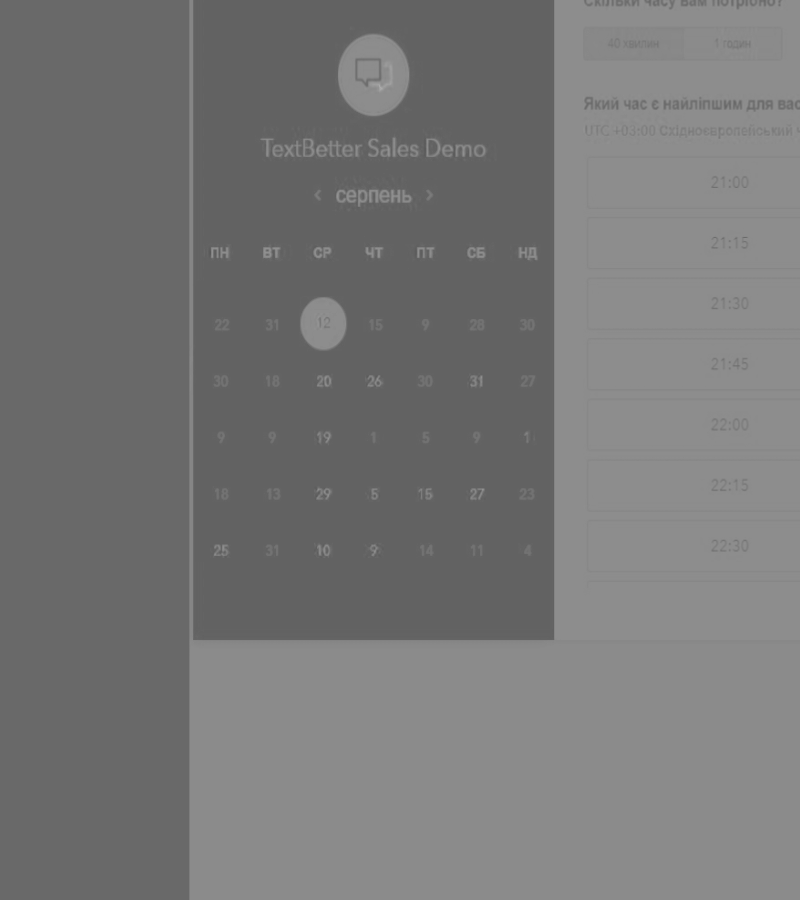 Скільки часу вам потрібно?
40 хвилин 1 годин
TextBetter Sales Demo
‹ серпень ›
ПН ВТ СР ЧТ ПТ СБ НД
22 31 12 15 9 28 30
30 18 20 26 30 31 27
9 9 19 1 5 9 1
18 13 29 5 15 27 23
25 31 10 9 14 11 4
Який час є найліпшим для вас
UTC +03:00 Східноєвропейський ч
21:00
21:15
21:30
21:45
22:00
22:15
22:30